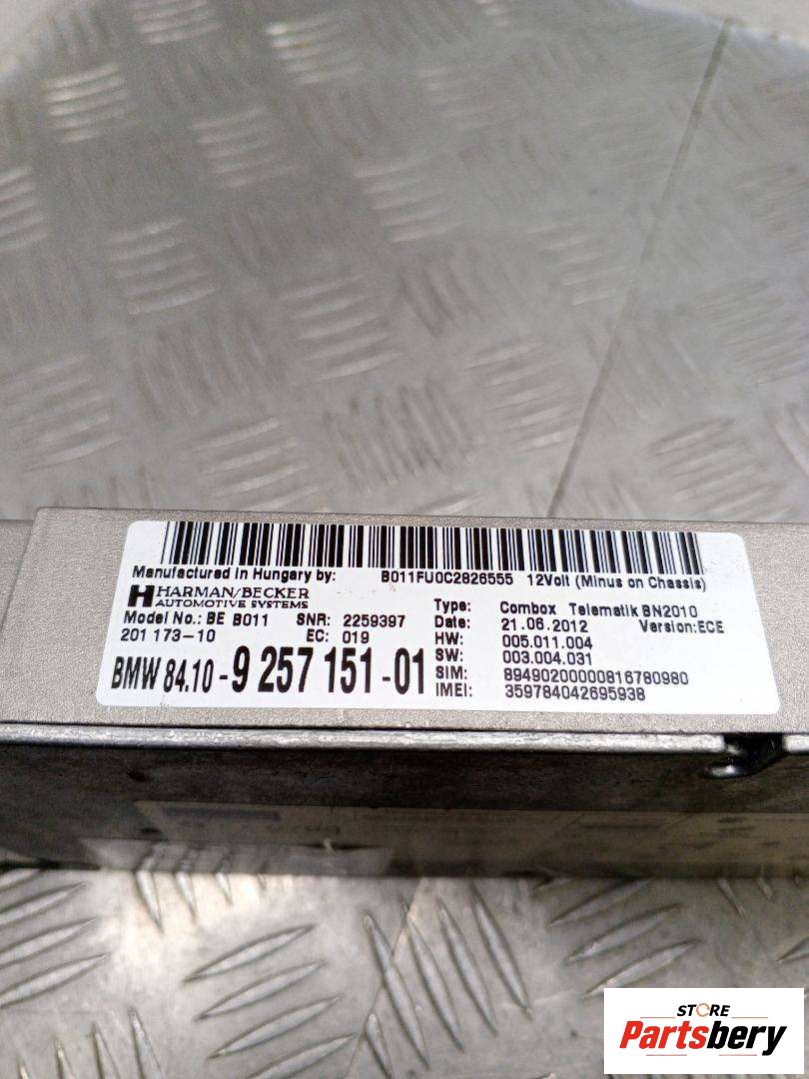 Manufactured in Hungary by: B011FU0C2826555 12Volt (Minus on Chassis)
HARMAN/BECKER
AUTOMOTIVE SYSTEMS
Model No.: BE B011 SNR: 2259397
201 173-10 EC: 019
BMW 84.10-9 257 151-01
Type: Combox Telematik BN2010
Date: 21.06.2012 Version:ECE
HW: 005.011.004
SW: 003.004.031
SIM: 89490200000816780980
IMEI: 359784042695938
STORE
Partsbery